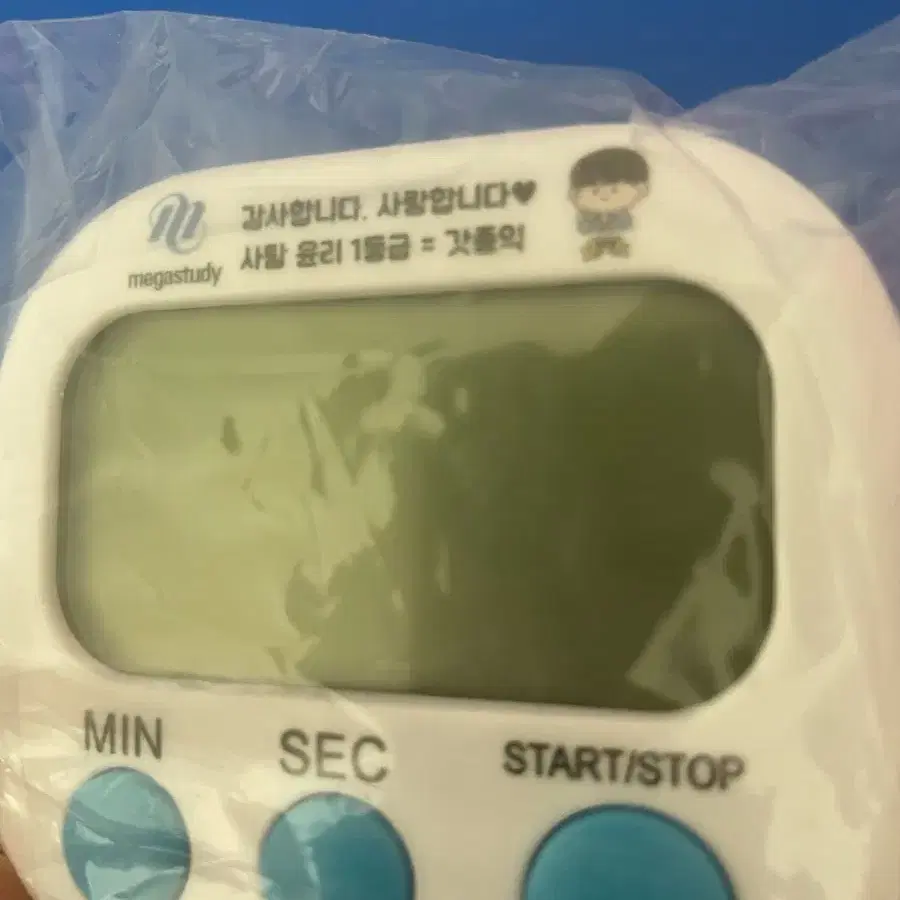 감사합니다. 사랑합니다♥
사탐 윤리 1등급 = 갓종익
megastudy
MIN
SEC
START/STOP